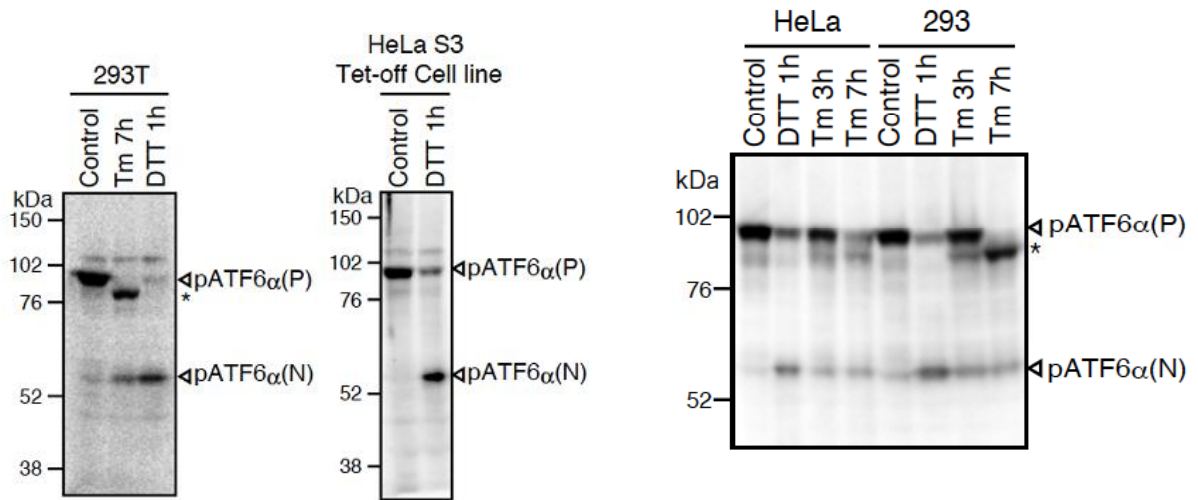 293T
Control
Tm 7h
DTT 1h
kDa
150
102
76
52
38
pATF6α(P)
*
pATF6α(N)
HeLa S3
Tet-off Cell line
Control
DTT 1h
kDa
150
102
76
52
38
pATF6α(P)
pATF6α(N)
HeLa
293
Control
DTT 1h
Tm 3h
Tm 7h
Control
DTT 1h
Tm 3h
Tm 7h
kDa
102
76
52
pATF6α(P)
*
pATF6α(N)